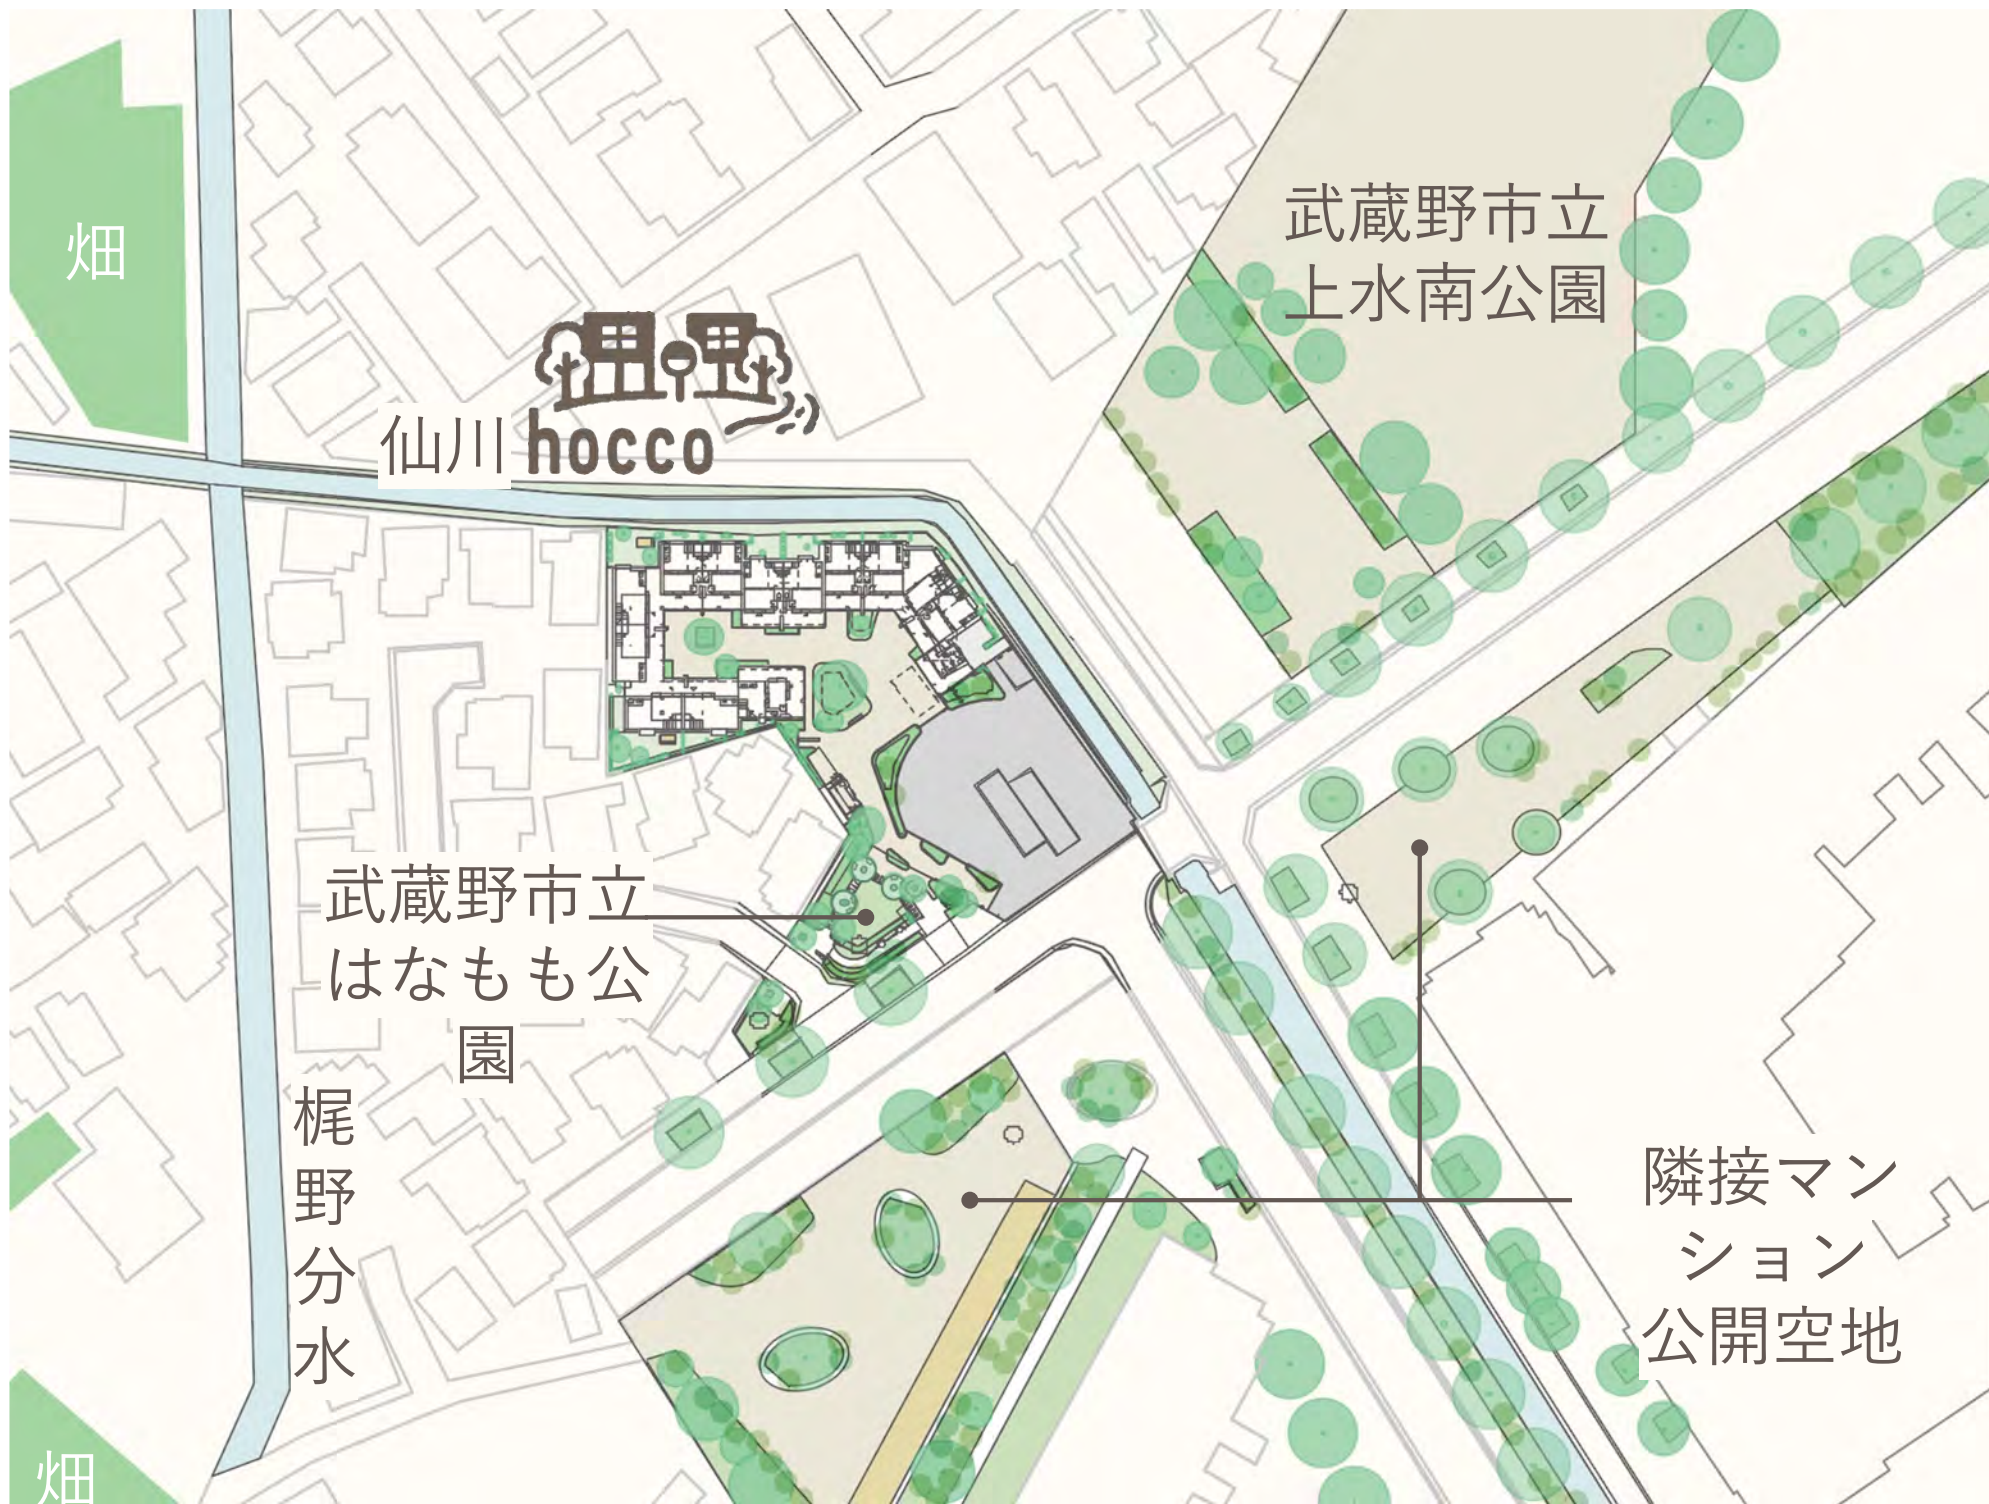 畑
武蔵野市立
上水南公園
仙川
hocco
武蔵野市立
はなもも公
園
梶野分水
隣接マン
ション
公開空地
畑